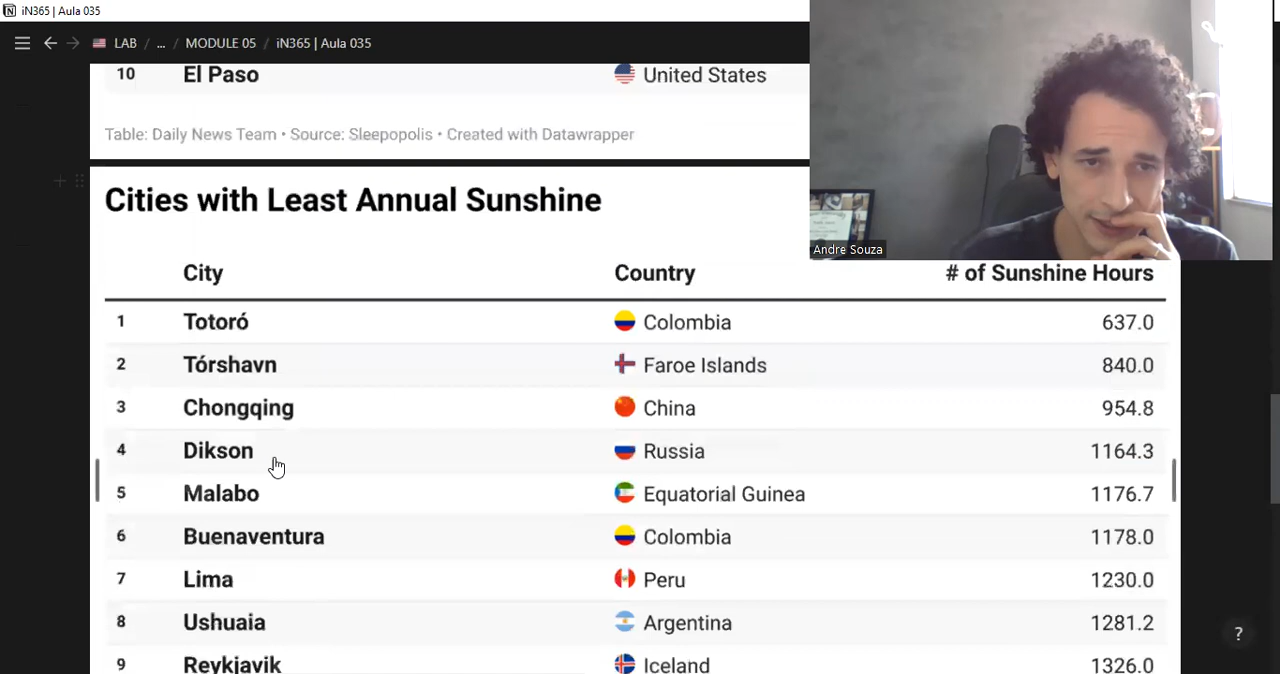 iN365 | Aula 035
LAB / ... / MODULE 05 / iN365 | Aula 035
10 El Paso United States
Table: Daily News Team • Source: Sleepopolis • Created with Datawrapper
Andre Souza
Cities with Least Annual Sunshine
City Country # of Sunshine Hours
1 Totoró Colombia 637.0
2 Tórshavn Faroe Islands 840.0
3 Chongqing China 954.8
4 Dikson Russia 1164.3
5 Malabo Equatorial Guinea 1176.7
6 Buenaventura Colombia 1178.0
7 Lima Peru 1230.0
8 Ushuaia Argentina 1281.2
9 Reykjavik Iceland 1326.0
?